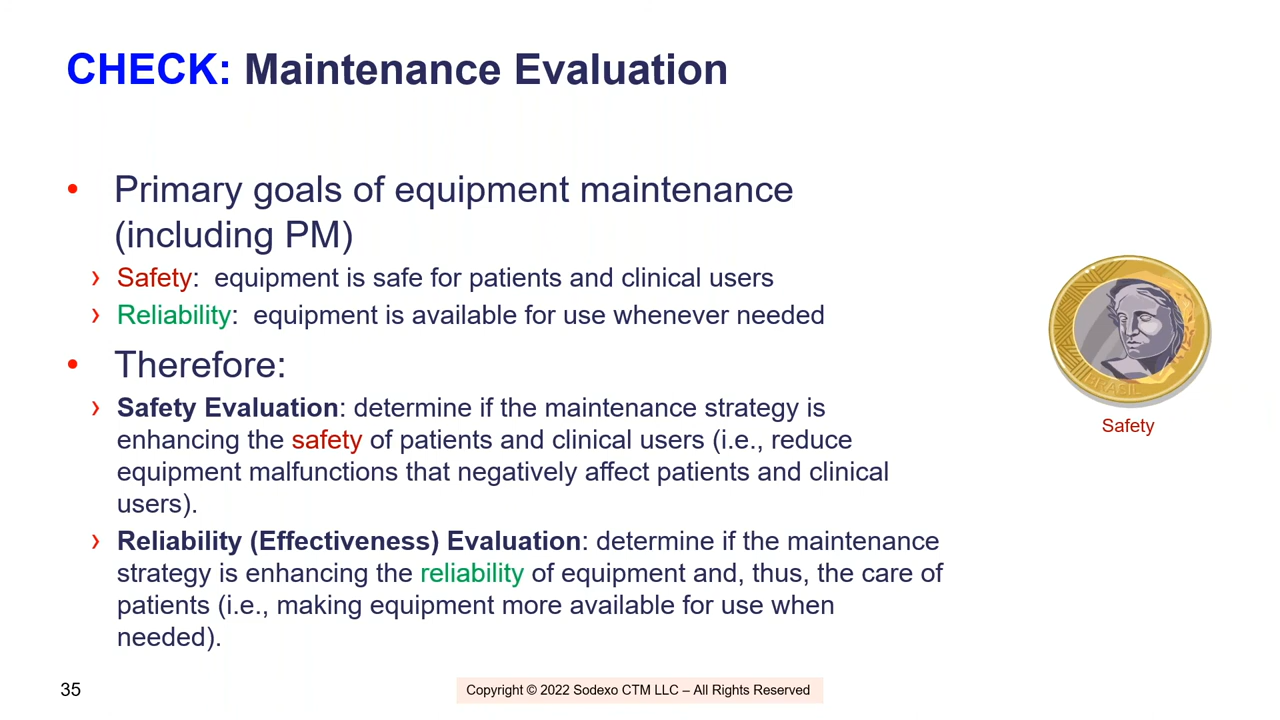 CHECK: Maintenance Evaluation
• Primary goals of equipment maintenance
(including PM)
› Safety: equipment is safe for patients and clinical users
› Reliability: equipment is available for use whenever needed
• Therefore:
› Safety Evaluation: determine if the maintenance strategy is
enhancing the safety of patients and clinical users (i.e., reduce
equipment malfunctions that negatively affect patients and clinical
users).
› Reliability (Effectiveness) Evaluation: determine if the maintenance
strategy is enhancing the reliability of equipment and, thus, the care of
patients (i.e., making equipment more available for use when
needed).
BRASIL
Safety
35
Copyright © 2022 Sodexo CTM LLC – All Rights Reserved